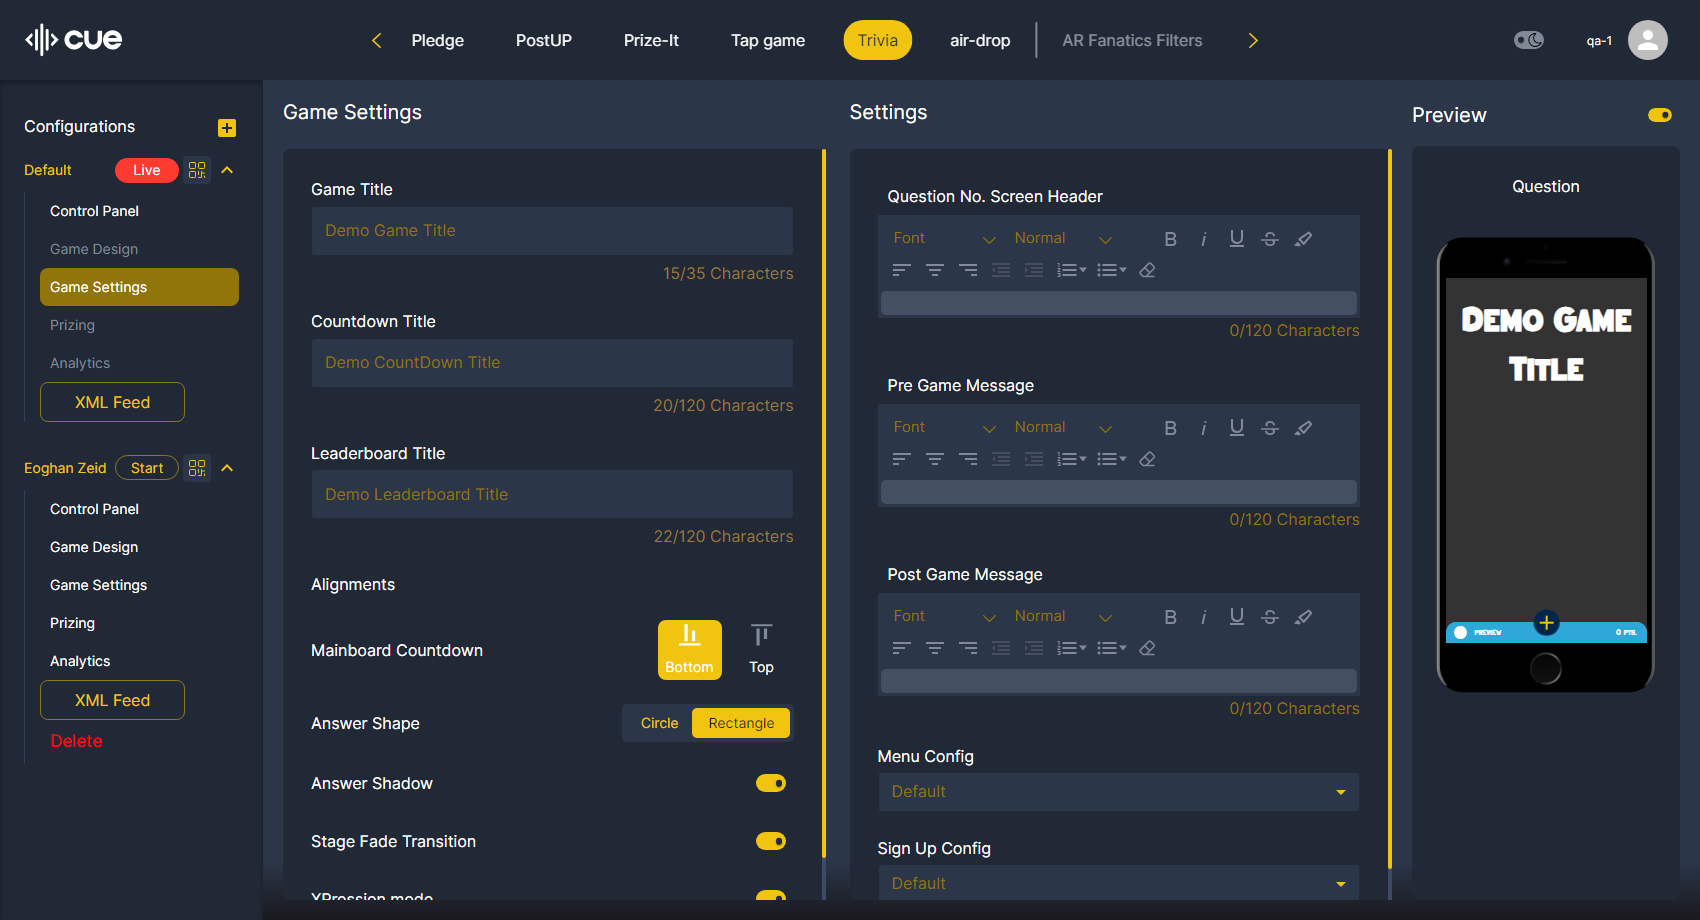 cue
Pledge
PostUP
Prize-It
Tap game
Trivia
air-drop
AR Fanatics Filters
qa-1
Configurations
Default
Live
Control Panel
Game Design
Game Settings
Prizing
Analytics
XML Feed
Eoghan Zeid
Start
Control Panel
Game Design
Game Settings
Prizing
Analytics
XML Feed
Delete
Game Settings
Game Title
Demo Game Title
15/35 Characters
Countdown Title
Demo CountDown Title
20/120 Characters
Leaderboard Title
Demo Leaderboard Title
22/120 Characters
Alignments
Mainboard Countdown
Bottom
Top
Answer Shape
Circle
Rectangle
Answer Shadow
Stage Fade Transition
XPression mode
Settings
Question No. Screen Header
Font
Normal
B
i
U
S
0/120 Characters
Pre Game Message
Font
Normal
B
i
U
S
0/120 Characters
Post Game Message
Font
Normal
B
i
U
S
0/120 Characters
Menu Config
Default
Sign Up Config
Default
Preview
Question
Demo Game
Title
PREVIEW
0 PTS.